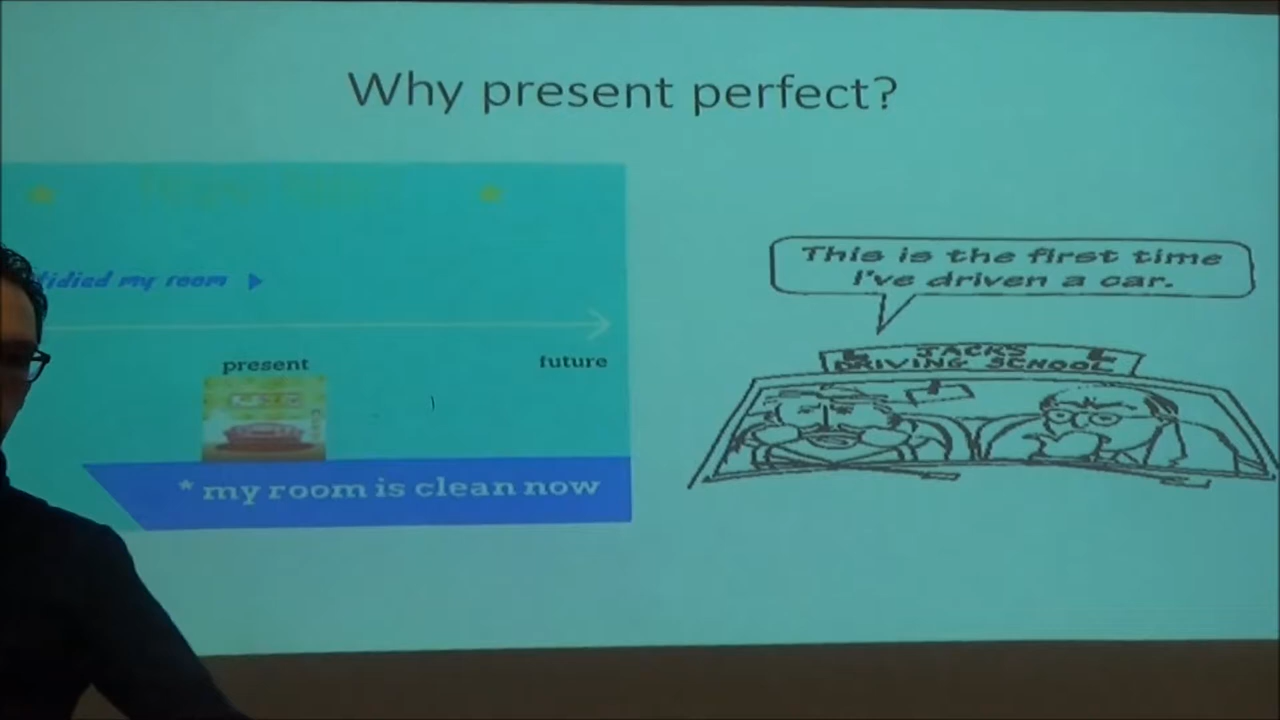 Why present perfect?
tidied my room
present
future
* my room is clean now
This is the first time
I've driven a car.
JACKS
L DRIVING SCHOOL L